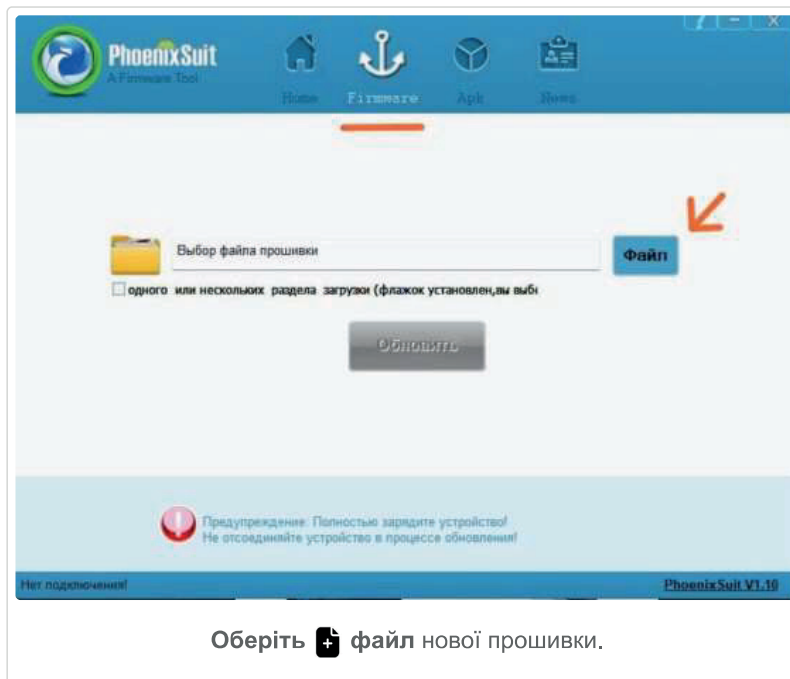 PhoenixSuit
A Firmware Tool
Home
Firmware
Apk
News
Выбор файла прошивки
Файл
одного или нескольких раздела загрузки (флажок установлен,вы выбі
Обновить
Предупреждение: Полностью зарядите устройство!
Не отсоединяйте устройство в процессе обновления!
Нет подключения!
PhoenixSuit V1.10
Оберіть файл нової прошивки.